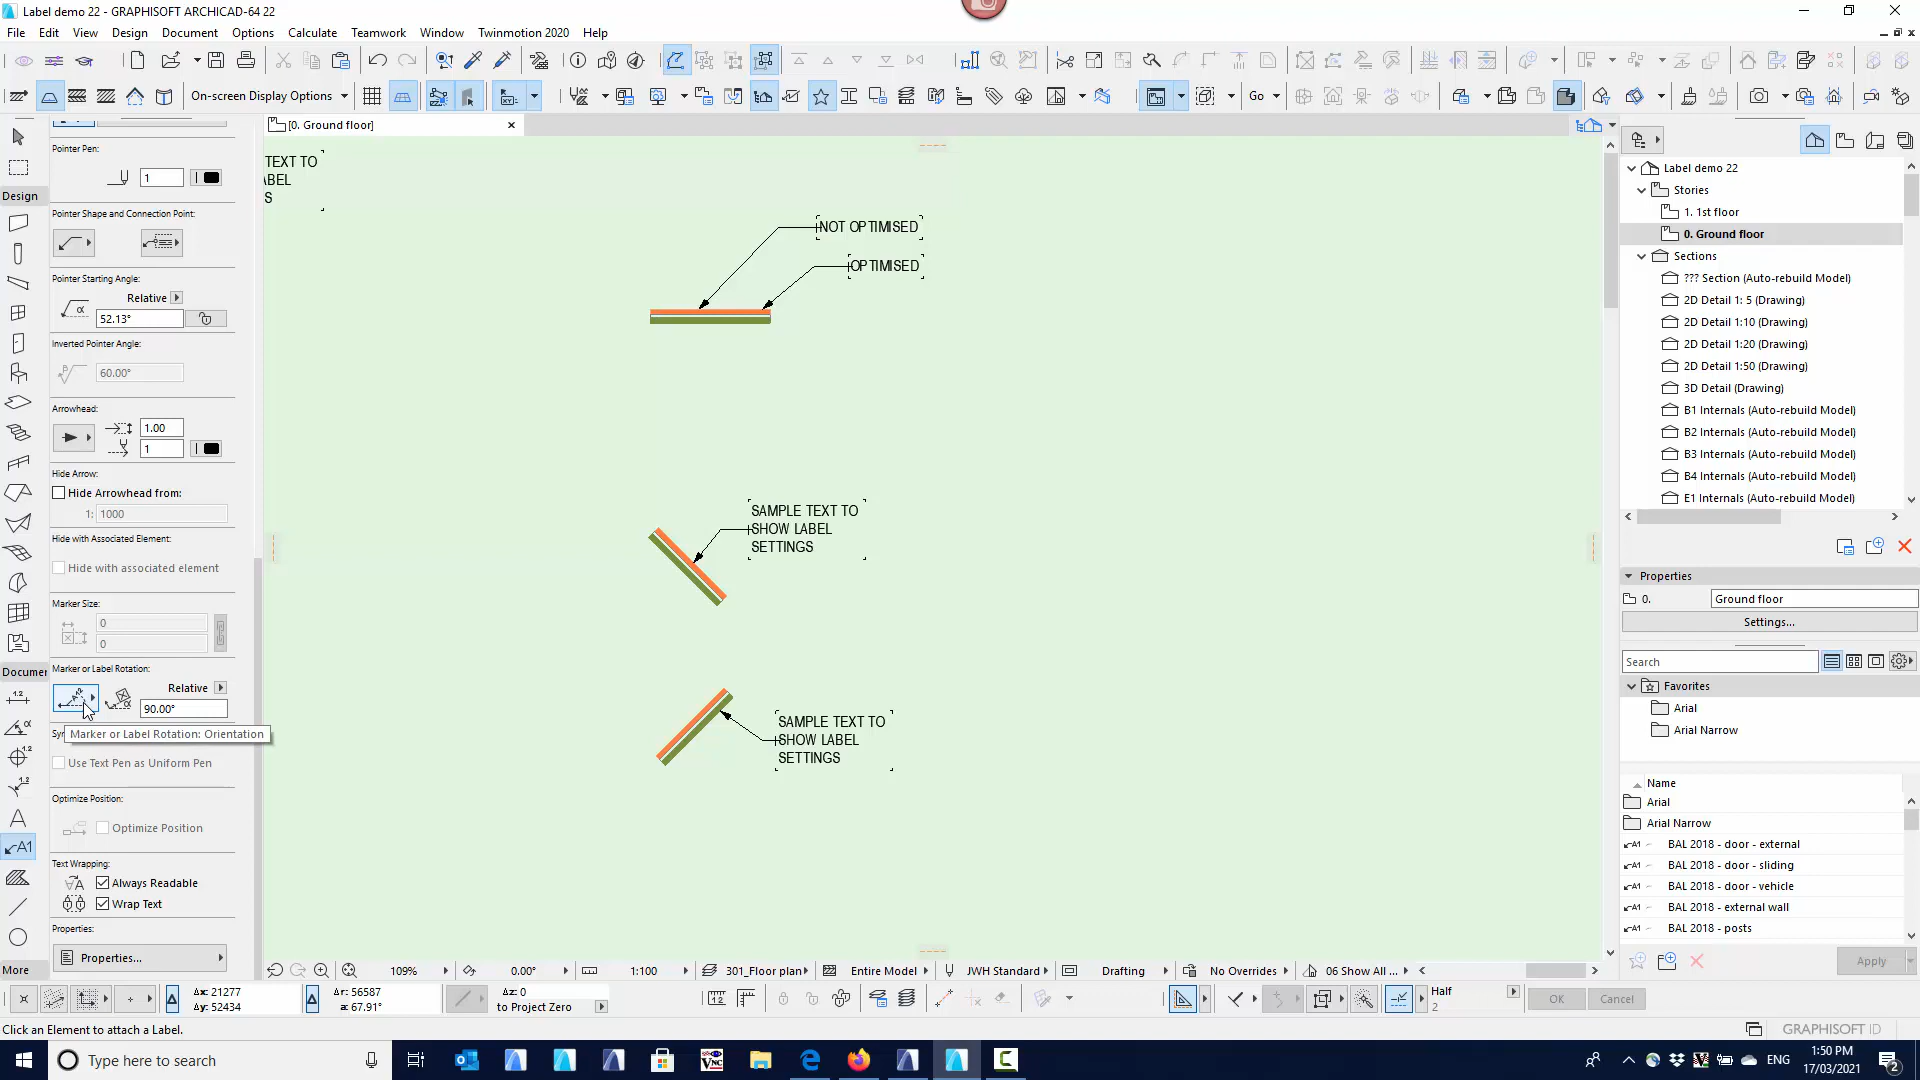 Label demo 22 - GRAPHISOFT ARCHICAD-64 22
File Edit View Design Document Options Calculate Teamwork Window Twinmotion 2020 Help
On-screen Display Options
Go
[0. Ground floor]
Pointer Pen:
1
Design
Pointer Shape and Connection Point:
Pointer Starting Angle:
Relative
52.13°
Inverted Pointer Angle:
60.00°
Arrowhead:
1.00
1
Hide Arrow:
Hide Arrowhead from:
1: 1000
Hide with Associated Element:
Hide with associated element
Marker Size:
0
0
Marker or Label Rotation:
Relative
90.00°
Marker or Label Rotation: Orientation
Use Text Pen as Uniform Pen
Optimize Position:
Optimize Position
Text Wrapping:
Always Readable
Wrap Text
Properties:
Properties...
Documen
More
TEXT TO
ABEL
S
NOT OPTIMISED
OPTIMISED
SAMPLE TEXT TO
SHOW LABEL
SETTINGS
SAMPLE TEXT TO
SHOW LABEL
SETTINGS
Label demo 22
Stories
1. 1st floor
0. Ground floor
Sections
??? Section (Auto-rebuild Model)
2D Detail 1: 5 (Drawing)
2D Detail 1:10 (Drawing)
2D Detail 1:20 (Drawing)
2D Detail 1:50 (Drawing)
3D Detail (Drawing)
B1 Internals (Auto-rebuild Model)
B2 Internals (Auto-rebuild Model)
B3 Internals (Auto-rebuild Model)
B4 Internals (Auto-rebuild Model)
E1 Internals (Auto-rebuild Model)
Properties
0. Ground floor
Settings...
Search
Favorites
Arial
Arial Narrow
Name
Arial
Arial Narrow
BAL 2018 - door - external
BAL 2018 - door - sliding
BAL 2018 - door - vehicle
BAL 2018 - external wall
BAL 2018 - posts
Apply
109% 0.00° 1:100 301_Floor plan Entire Model JWH Standard Drafting No Overrides 06 Show All ...
Δx: 21277
Δy: 52434
Δr: 56587
a: 67.91°
Δz: 0
to Project Zero
Half
2
OK Cancel
Click an Element to attach a Label.
GRAPHISOFT ID
Type here to search
ENG
1:50 PM
17/03/2021
2